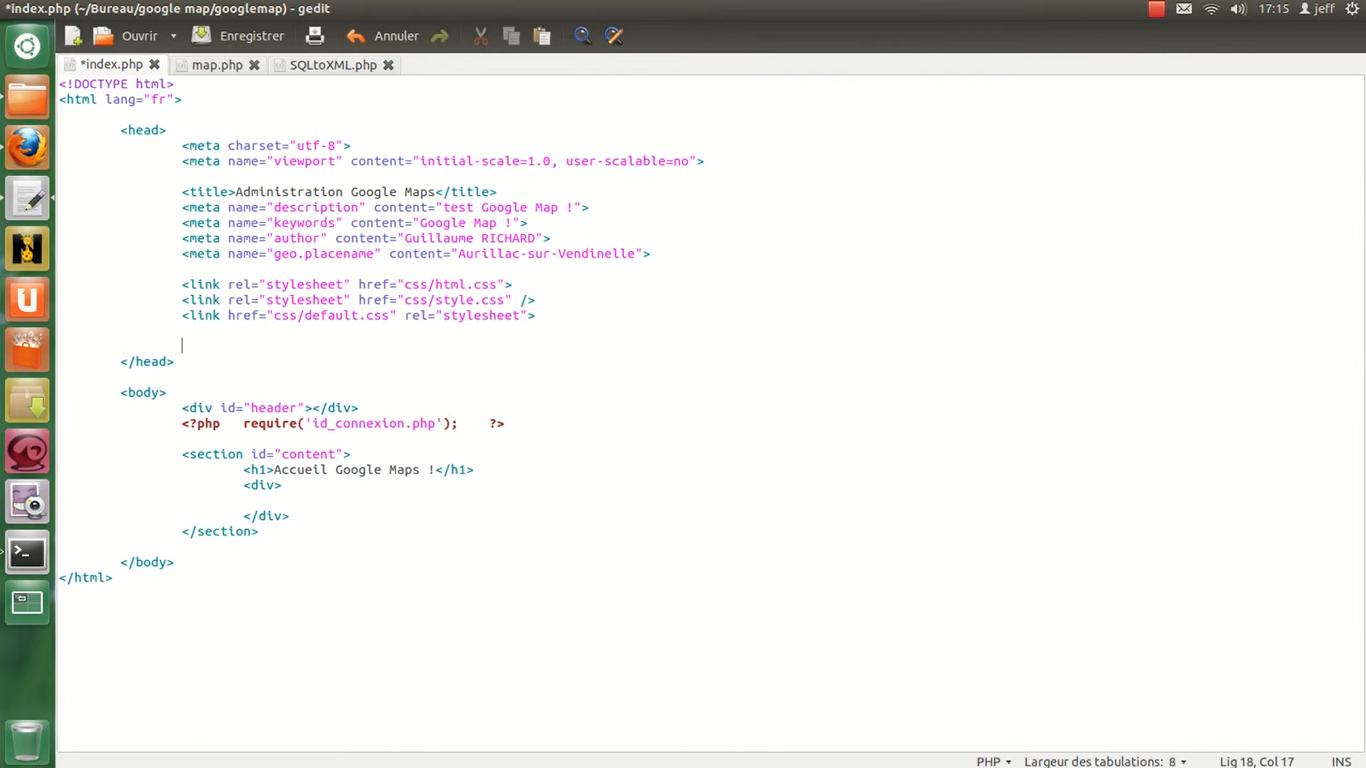 *index.php (~/Bureau/google map/googlemap) - gedit
17:15 jeff
Ouvrir Enregistrer Annuler
*index.php map.php SQLtoXML.php
<!DOCTYPE html>
<html lang="fr">
<head>
<meta charset="utf-8">
<meta name="viewport" content="initial-scale=1.0, user-scalable=no">
<title>Administration Google Maps</title>
<meta name="description" content="test Google Map !">
<meta name="keywords" content="Google Map !">
<meta name="author" content="Guillaume RICHARD">
<meta name="geo.placename" content="Aurillac-sur-Vendinelle">
<link rel="stylesheet" href="css/html.css">
<link rel="stylesheet" href="css/style.css" />
<link href="css/default.css" rel="stylesheet">
</head>
<body>
<div id="header"></div>
<?php require('id_connexion.php'); ?>
<section id="content">
<h1>Accueil Google Maps !</h1>
<div>
</div>
</section>
</body>
</html>
PHP Largeur des tabulations: 8 Lig 18, Col 17 INS